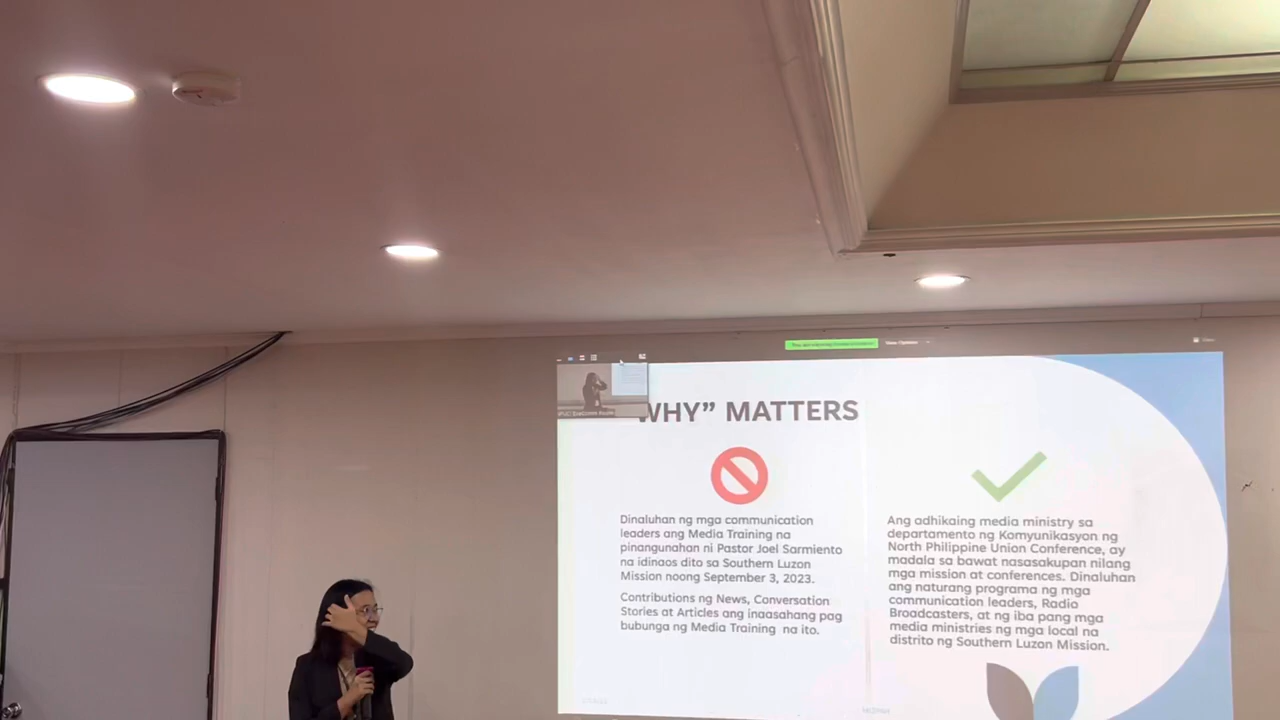 WHY” MATTERS
Dinaluhan ng mga communication
leaders ang Media Training na
pinangunahan ni Pastor Joel Sarmiento
na idinaos dito sa Southern Luzon
Mission noong September 3, 2023.
Contributions ng News, Conversation
Stories at Articles ang inaasahang pag
bubunga ng Media Training na ito.
Ang adhikaing media ministry sa
departamento ng Komyunikasyon ng
North Philippine Union Conference, ay
madala sa bawat nasasakupan nilang
mga mission at conferences. Dinaluhan
ang naturang programa ng mga
communication leaders, Radio
Broadcasters, at ng iba pang mga
media ministries ng mga local na
distrito ng Southern Luzon Mission.